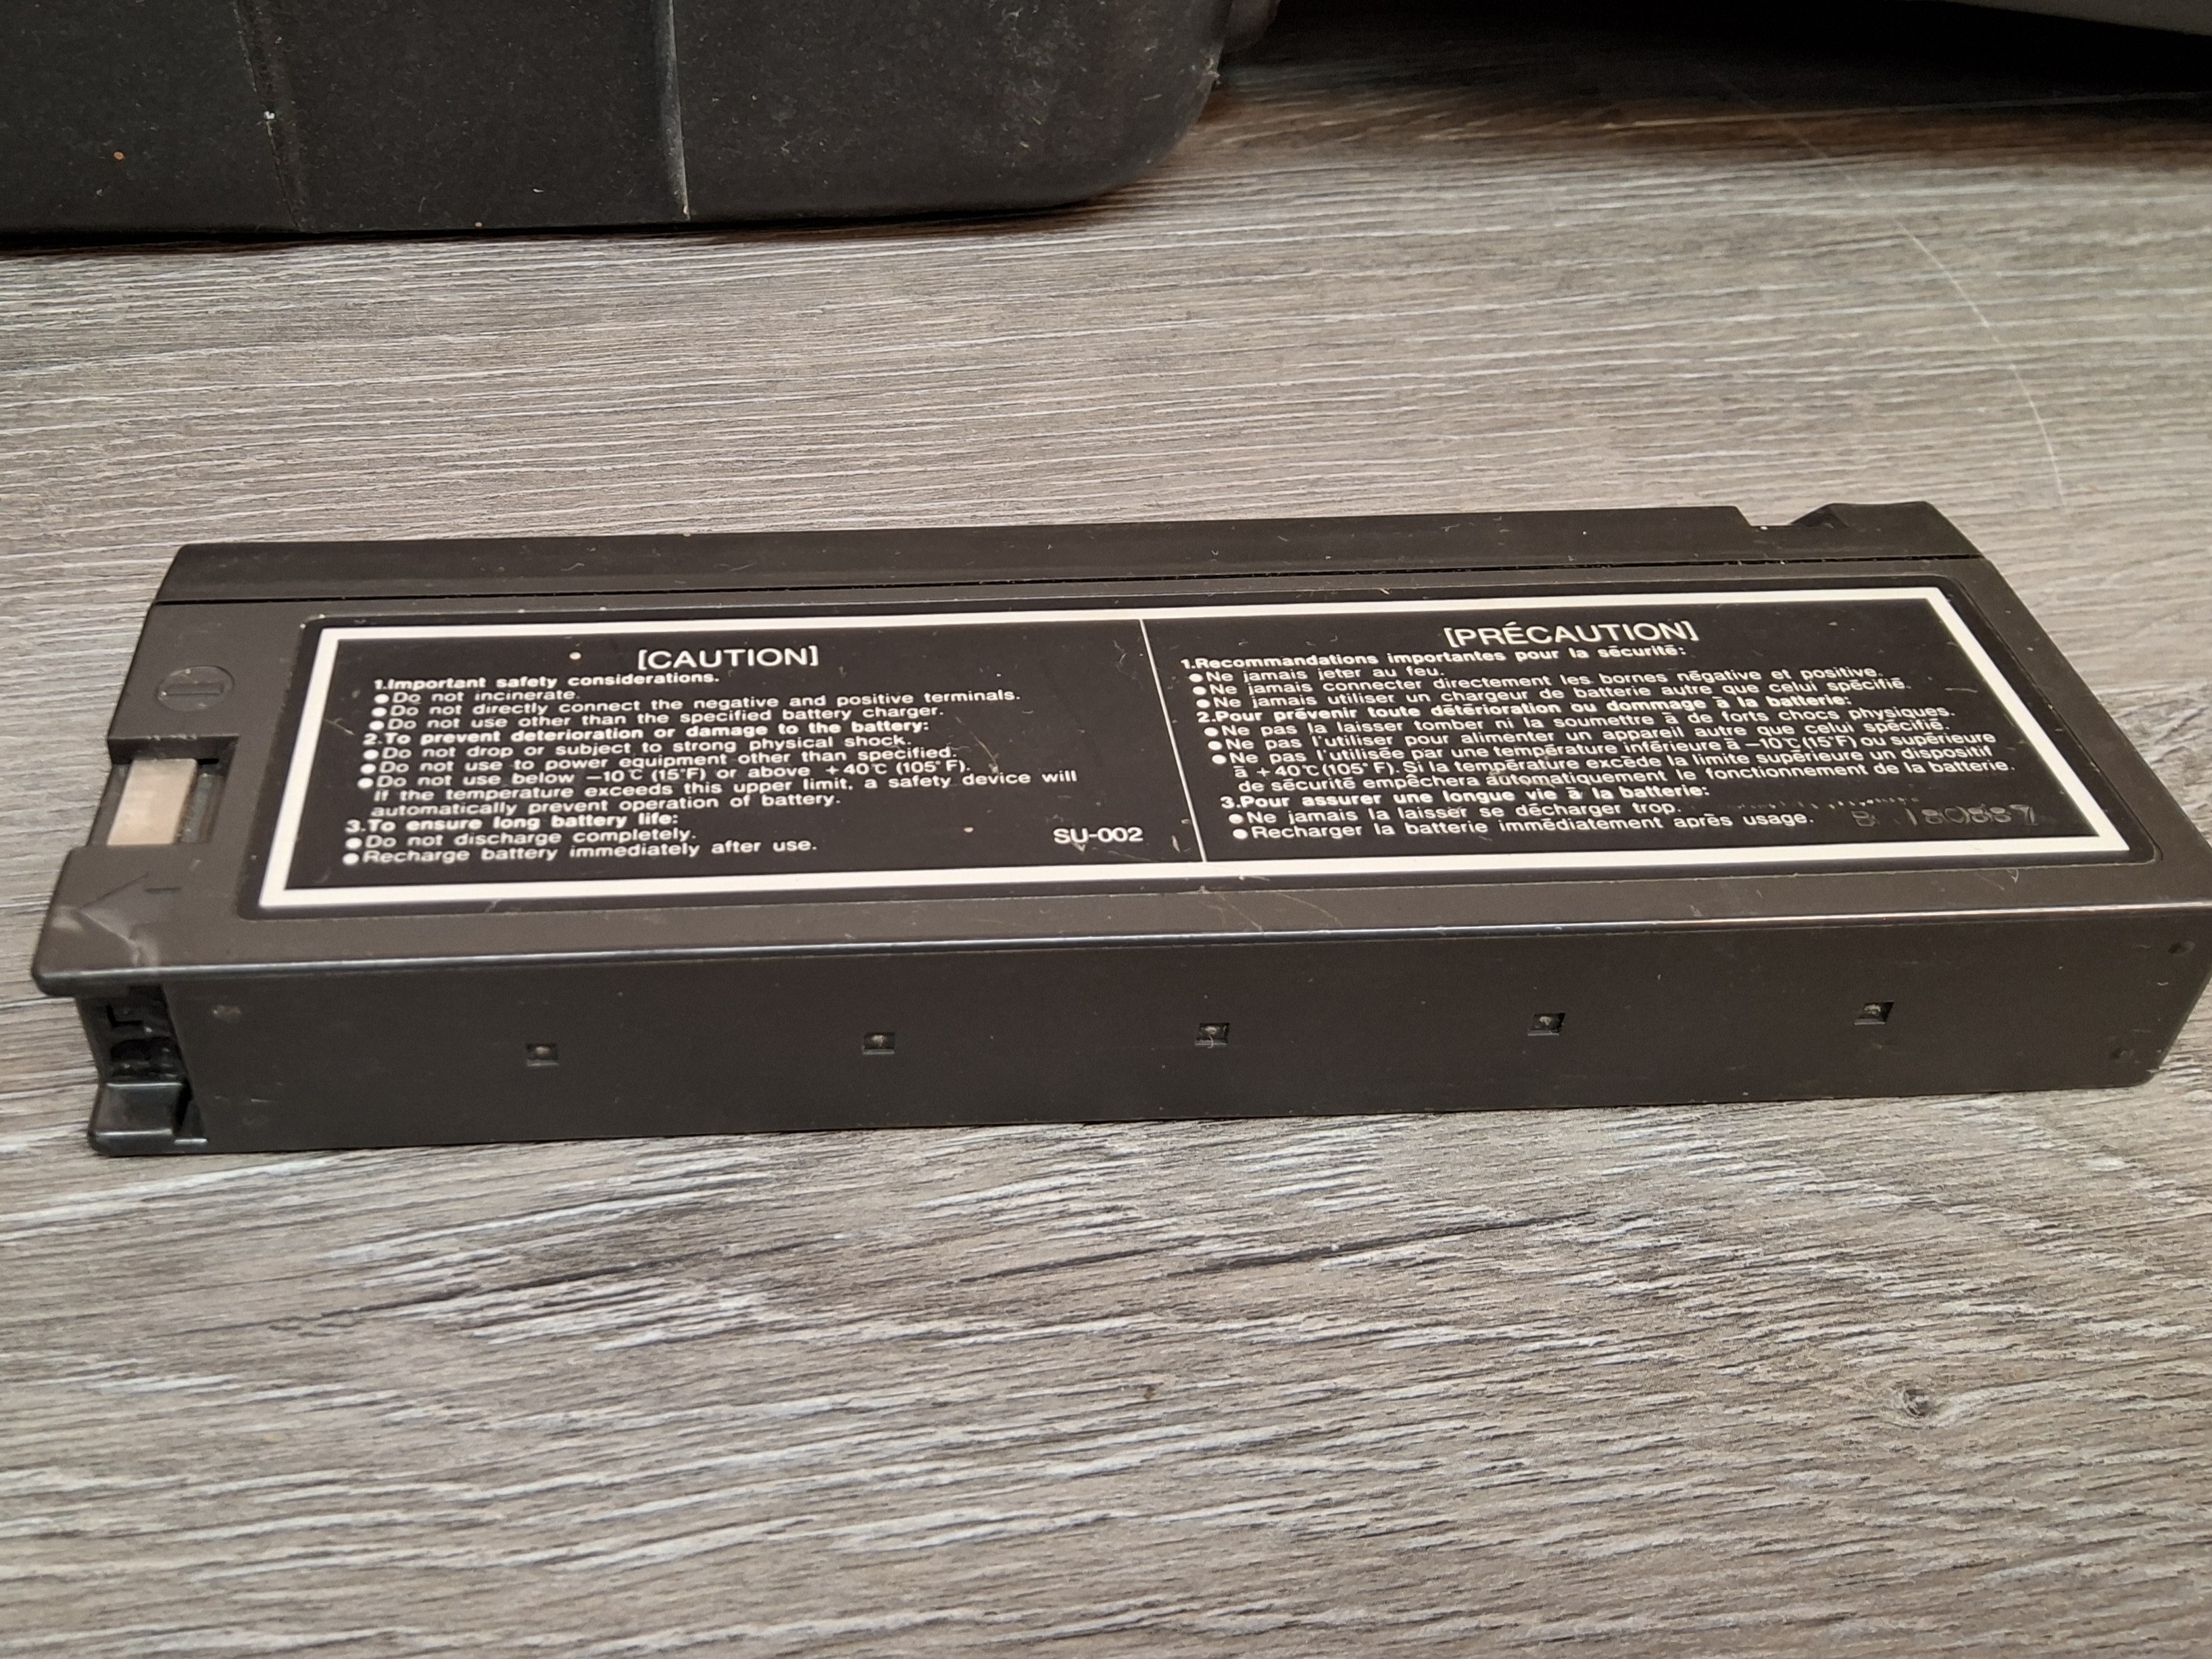 [CAUTION]
1.Important safety considerations.
●Do not incinerate.
●Do not directly connect the negative and positive terminals.
●Do not use other than the specified battery charger.
2.To prevent deterioration or damage to the battery:
●Do not drop or subject to strong physical shock.
●Do not use to power equipment other than specified.
●Do not use below −10℃ (15°F) or above +40℃ (105°F).
If the temperature exceeds this upper limit, a safety device will
automatically prevent operation of battery.
3.To ensure long battery life:
●Do not discharge completely.
●Recharge battery immediately after use.
SU-002
[PRÉCAUTION]
1.Recommandations importantes pour la sécurité:
●Ne jamais jeter au feu.
●Ne jamais connecter directement les bornes négative et positive.
●Ne jamais utiliser un chargeur de batterie autre que celui spécifié.
2.Pour prévenir toute détérioration ou dommage à la batterie:
●Ne pas la laisser tomber ni la soumettre à de forts chocs physiques.
●Ne pas l'utiliser pour alimenter un appareil autre que celui spécifié.
●Ne pas l'utilisée par une température inférieure à −10℃ (15°F) ou supérieure
à +40℃ (105°F). Si la température excède la limite supérieure un dispositif
de sécurité empêchera automatiquement le fonctionnement de la batterie.
3.Pour assurer une longue vie à la batterie:
●Ne jamais la laisser se décharger trop.
●Recharger la batterie immédiatement après usage.